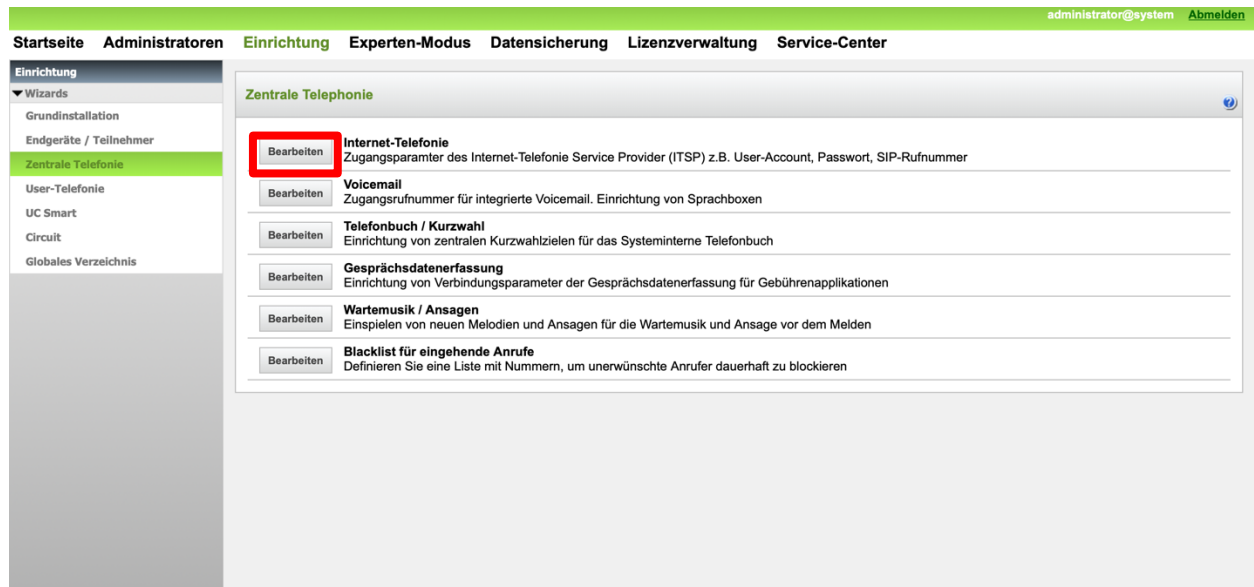 administrator@system Abmelden
Startseite Administratoren Einrichtung Experten-Modus Datensicherung Lizenzverwaltung Service-Center
Einrichtung
Wizards
Grundinstallation
Endgeräte / Teilnehmer
Zentrale Telefonie
User-Telefonie
UC Smart
Circuit
Globales Verzeichnis
Zentrale Telephonie
Bearbeiten
Internet-Telefonie
Zugangsparamter des Internet-Telefonie Service Provider (ITSP) z.B. User-Account, Passwort, SIP-Rufnummer
Bearbeiten
Voicemail
Zugangsrufnummer für integrierte Voicemail. Einrichtung von Sprachboxen
Bearbeiten
Telefonbuch / Kurzwahl
Einrichtung von zentralen Kurzwahlzielen für das Systeminterne Telefonbuch
Bearbeiten
Gesprächsdatenerfassung
Einrichtung von Verbindungsparameter der Gesprächsdatenerfassung für Gebührenapplikationen
Bearbeiten
Wartemusik / Ansagen
Einspielen von neuen Melodien und Ansagen für die Wartemusik und Ansage vor dem Melden
Bearbeiten
Blacklist für eingehende Anrufe
Definieren Sie eine Liste mit Nummern, um unerwünschte Anrufer dauerhaft zu blockieren